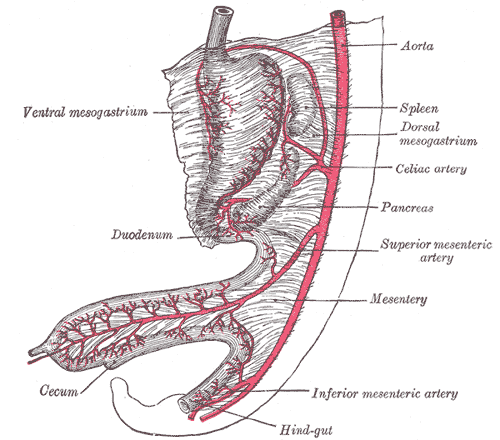 Aorta
Ventral mesogastrium
Spleen
Dorsal
mesogastrium
Celiac artery
Pancreas
Duodenum
Superior mesenteric
artery
Mesentery
Cecum
Inferior mesenteric artery
Hind-gut